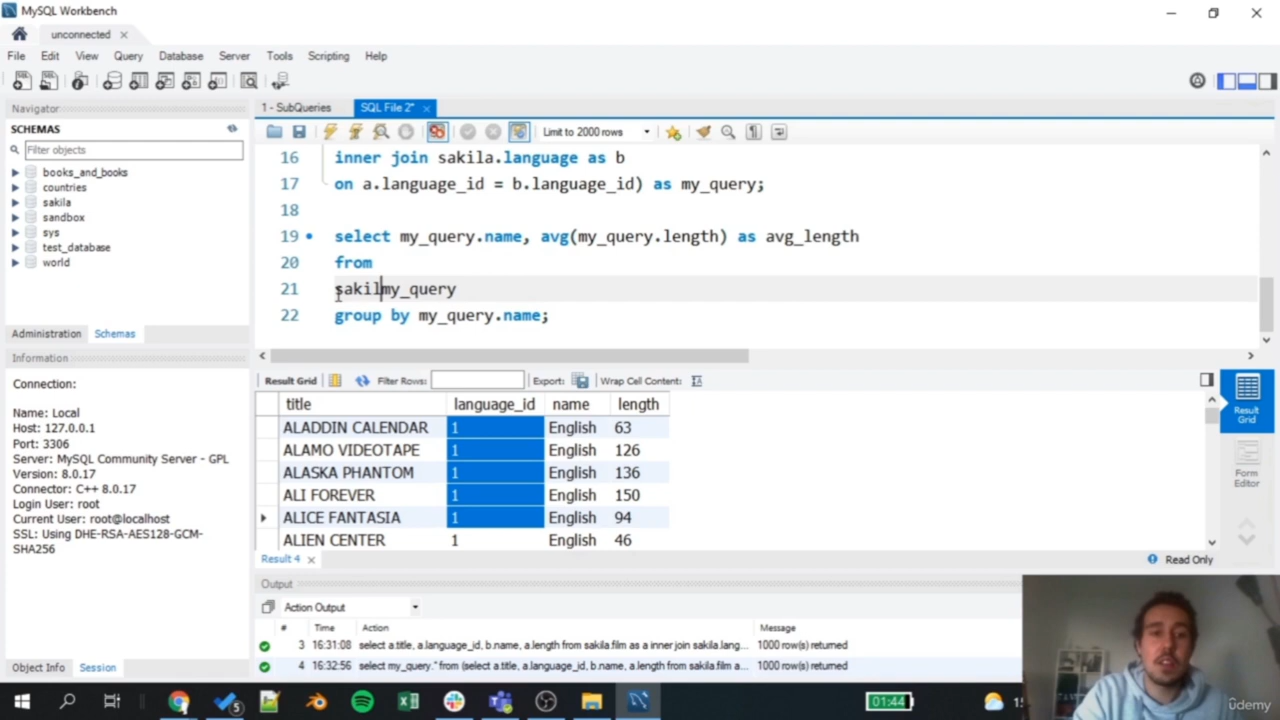 MySQL Workbench
unconnected
File Edit View Query Database Server Tools Scripting Help
Navigator
SCHEMAS
Filter objects
books_and_books
countries
sakila
sandbox
sys
test_database
world
Administration Schemas
Information
Connection:
Name: Local
Host: 127.0.0.1
Port: 3306
Server: MySQL Community Server - GPL
Version: 8.0.17
Connector: C++ 8.0.17
Login User: root
Current User: root@localhost
SSL: Using DHE-RSA-AES128-GCM-
SHA256
Object Info Session
1 - SubQueries SQL File 2*
Limit to 2000 rows
16 inner join sakila.language as b
17 on a.language_id = b.language_id) as my_query;
18
19 select my_query.name, avg(my_query.length) as avg_length
20 from
21 sakilmy_query
22 group by my_query.name;
Result Grid Filter Rows: Export: Wrap Cell Content:
title language_id name length
ALADDIN CALENDAR 1 English 63
ALAMO VIDEOTAPE 1 English 126
ALASKA PHANTOM 1 English 136
ALI FOREVER 1 English 150
ALICE FANTASIA 1 English 94
ALIEN CENTER 1 English 46
Result
Grid
Form
Editor
Result 4 Read Only
Output
Action Output
# Time Action Message
3 16:31:08 select a.title, a.language_id, b.name, a.length from sakila.film as a inner join sakila.lang... 1000 row(s) returned
4 16:32:56 select my_query.* from (select a.title, a.language_id, b.name, a.length from sakila.film a... 1000 row(s) returned
5
01:44
ûdemy